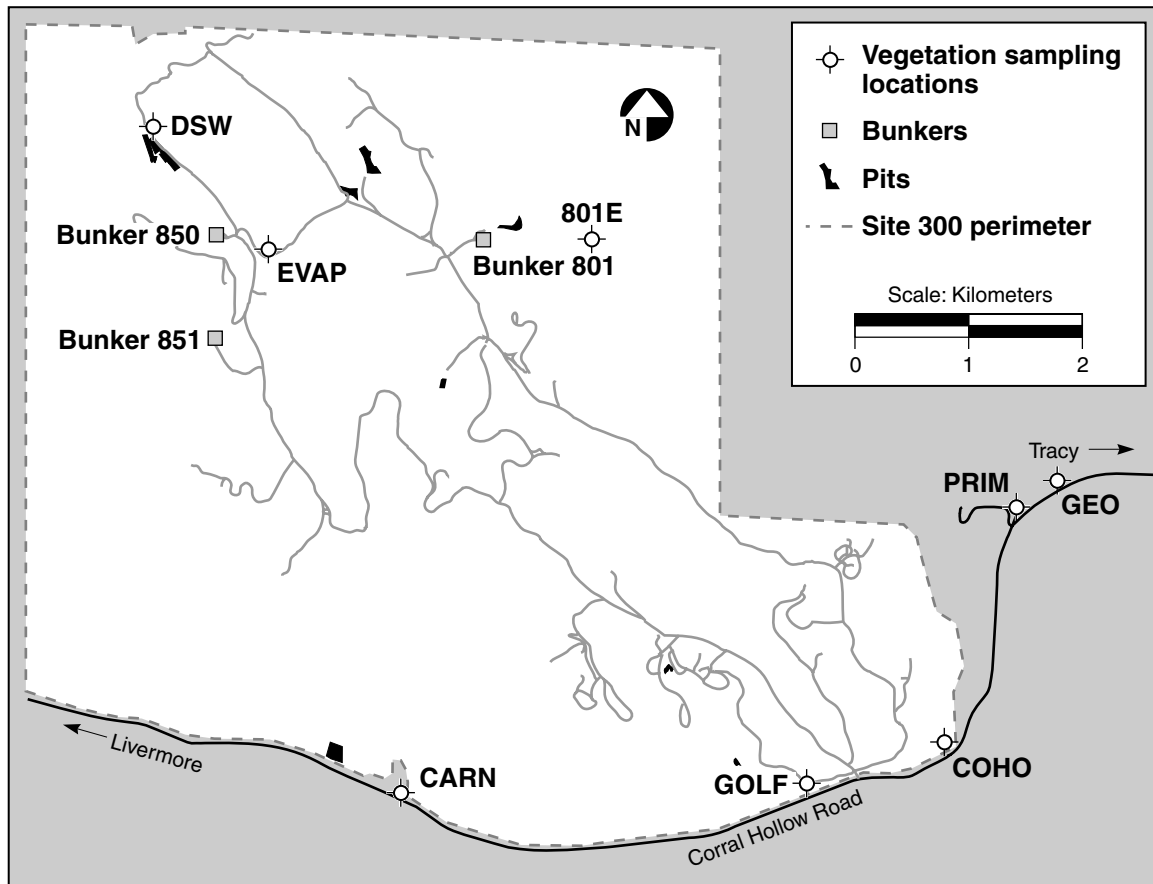 Vegetation sampling
locations
Bunkers
Pits
Site 300 perimeter
Scale: Kilometers
0 1 2
N
DSW
801E
Bunker 850
EVAP
Bunker 801
Bunker 851
Tracy
PRIM
GEO
Livermore
CARN
GOLF
COHO
Corral Hollow Road